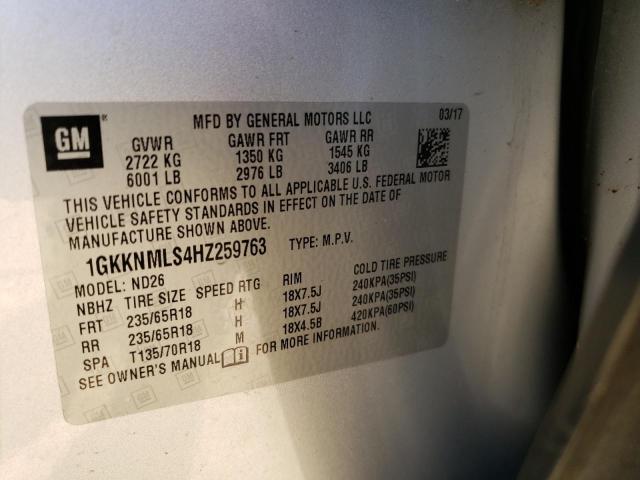 GM
MFD BY GENERAL MOTORS LLC 03/17
GVWR GAWR FRT GAWR RR
2722 KG 1350 KG 1545 KG
6001 LB 2976 LB 3406 LB
THIS VEHICLE CONFORMS TO ALL APPLICABLE U.S. FEDERAL MOTOR
VEHICLE SAFETY STANDARDS IN EFFECT ON THE DATE OF
MANUFACTURE SHOWN ABOVE.
1GKKNMLS4HZ259763 TYPE: M.P.V.
MODEL: ND26
NBHZ TIRE SIZE SPEED RTG RIM COLD TIRE PRESSURE
FRT 235/65R18 H 18X7.5J 240KPA(35PSI)
RR 235/65R18 H 18X7.5J 240KPA(35PSI)
SPA T135/70R18 M 18X4.5B 420KPA(60PSI)
SEE OWNER'S MANUAL FOR MORE INFORMATION.